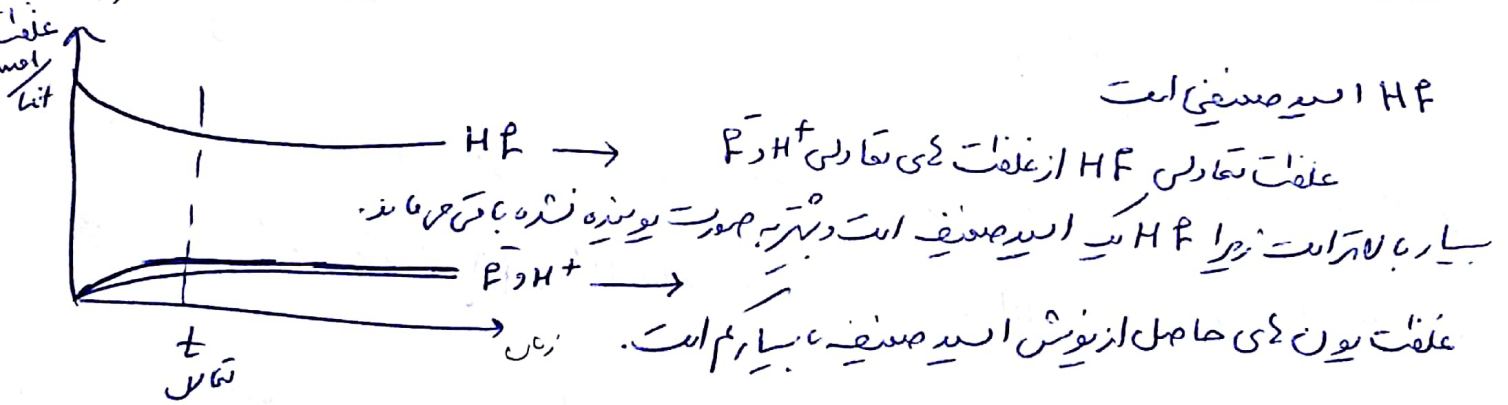 غلظت
mol/Lit
HF اسید ضعیفی است
HF →
غلظت تعادلی HF از غلظت های تعادلی H⁺ و F⁻
بسیار بالاتر است زیرا HF یک اسید ضعیف است و بیشتر به صورت یونیده نشده باقی می ماند.
F⁻ و H⁺ →
غلظت یون های حاصل از یونش اسید ضعیف، بسیار کم است.
زمان
t
تعادل